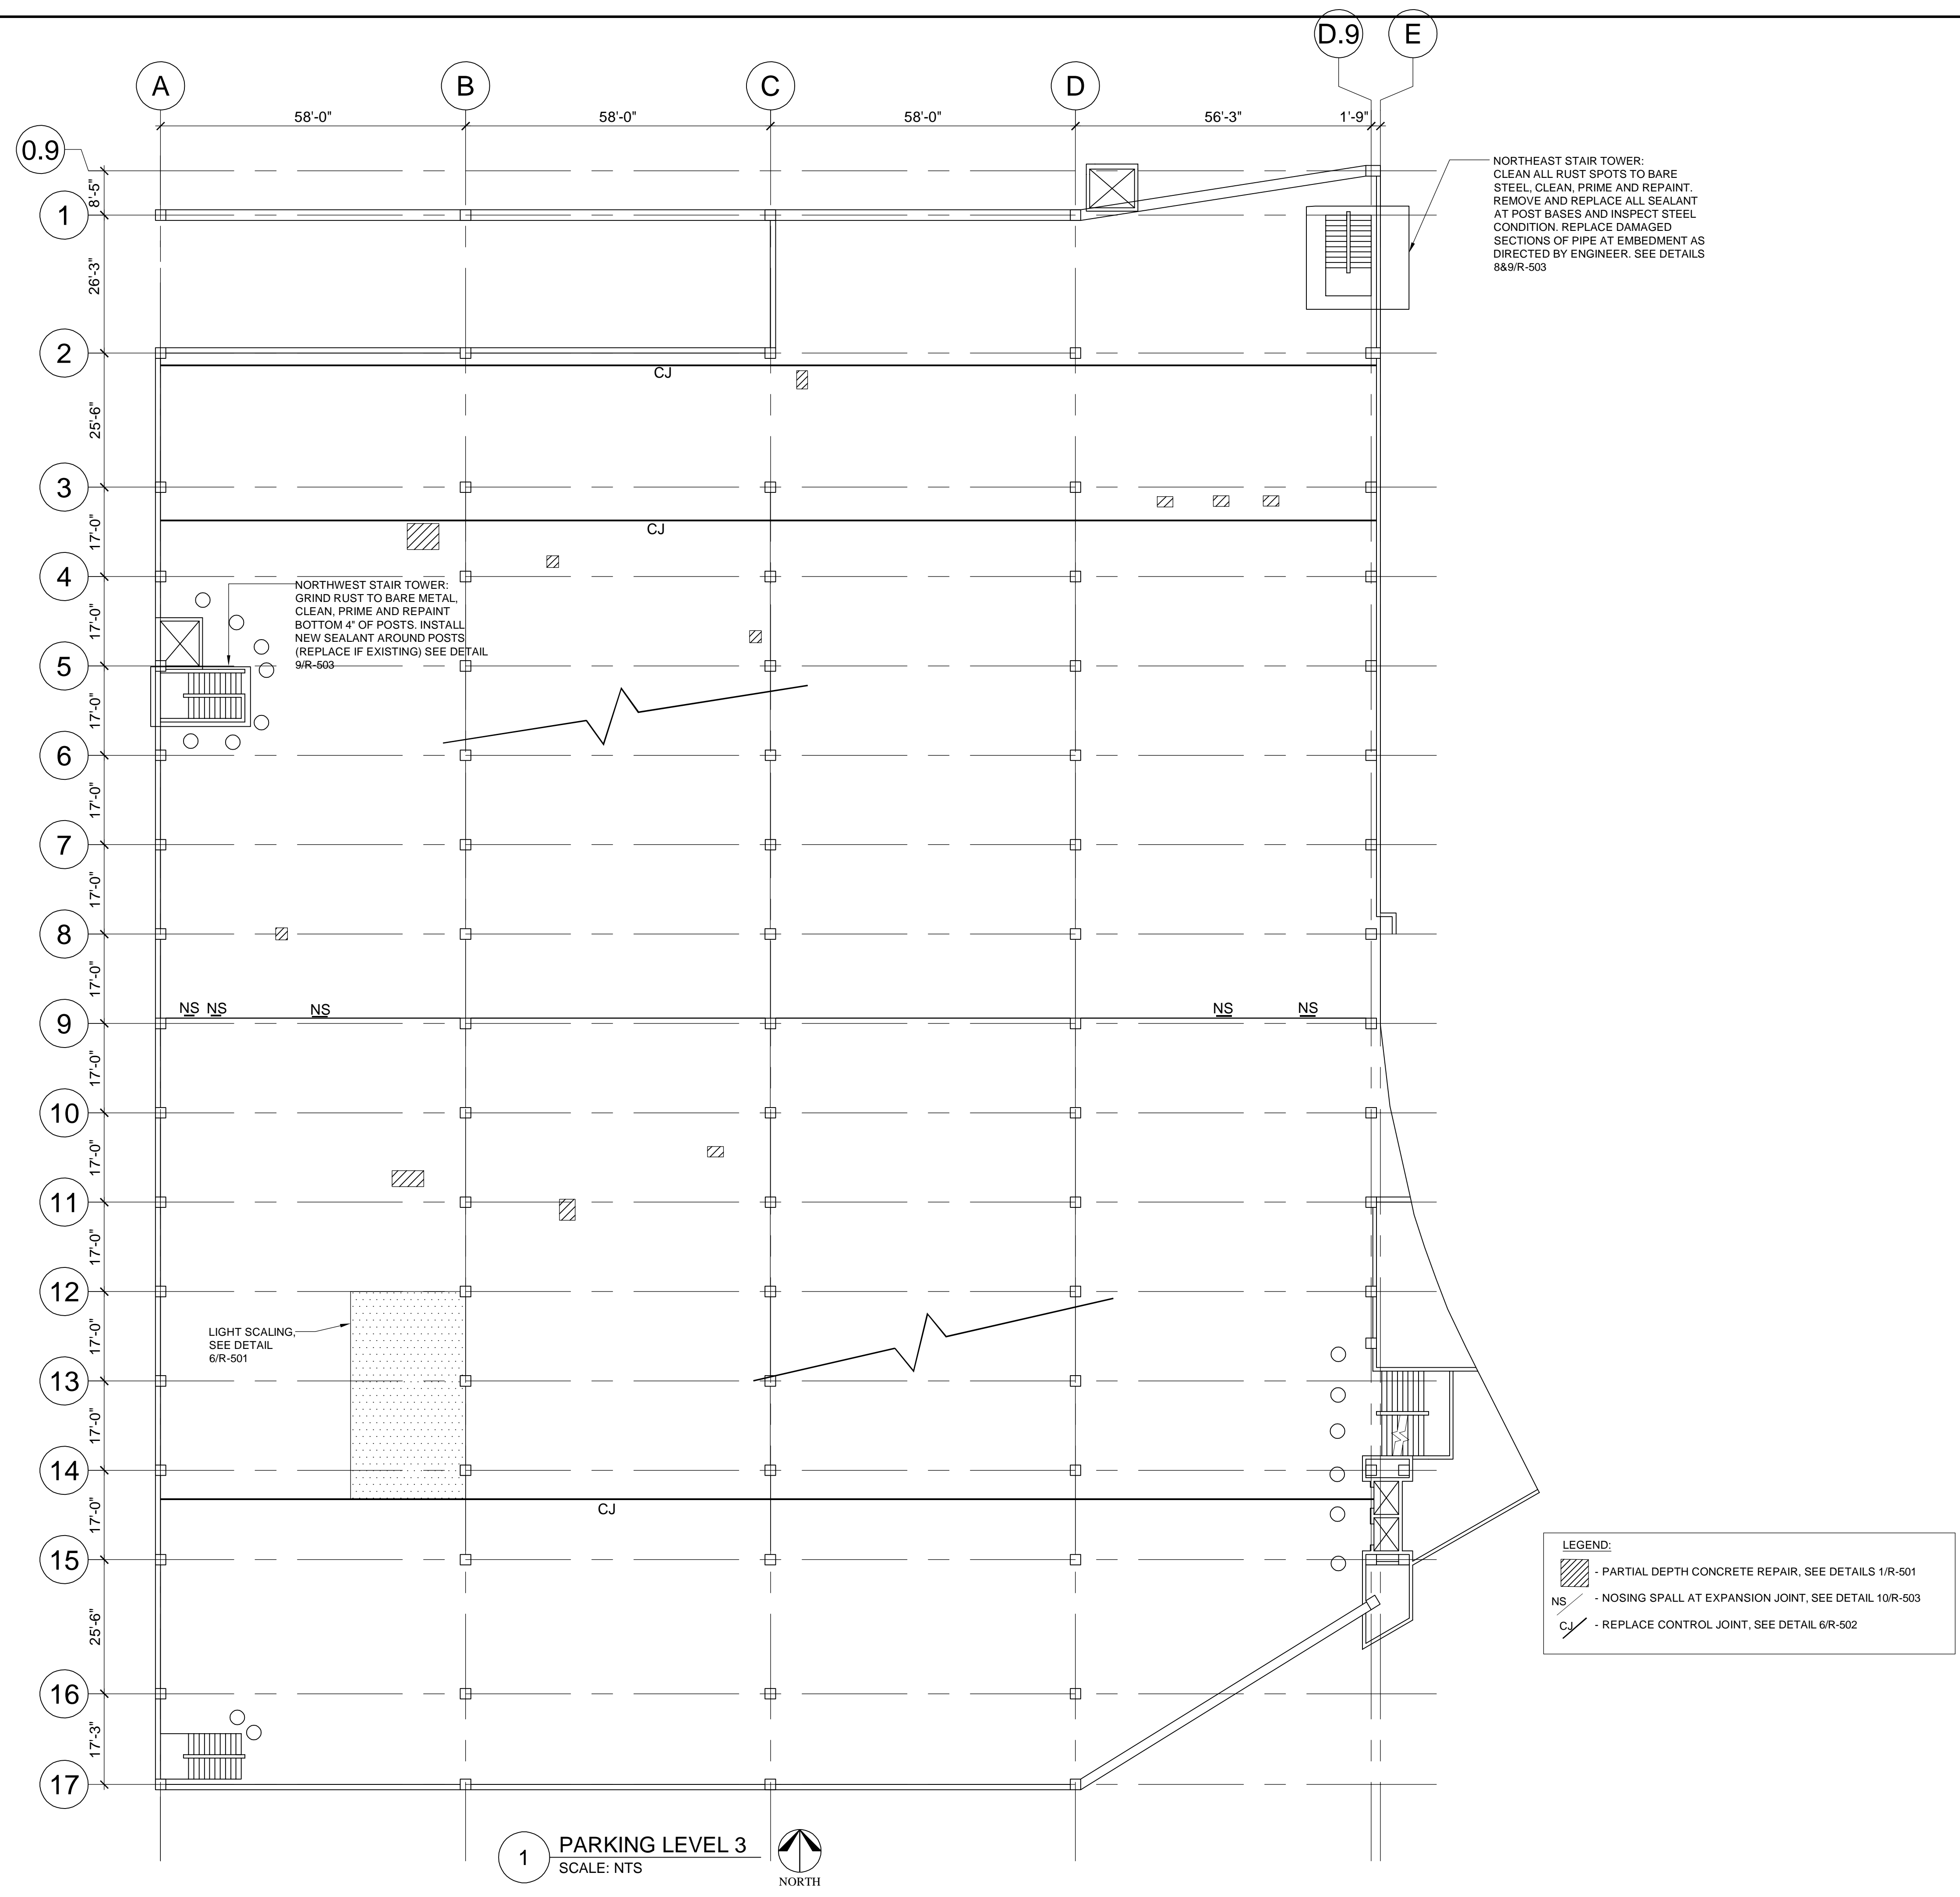 D.9 E
A B C D
58'-0" 58'-0" 58'-0" 56'-3" 1'-9"
0.9
8'-5"
1
26'-3"
2
25'-6"
3
17'-0"
4
17'-0"
5
17'-0"
6
17'-0"
7
17'-0"
8
17'-0"
9
17'-0"
10
17'-0"
11
17'-0"
12
17'-0"
13
17'-0"
14
17'-0"
15
25'-6"
16
17'-3"
17
NORTHEAST STAIR TOWER:
CLEAN ALL RUST SPOTS TO BARE
STEEL, CLEAN, PRIME AND REPAINT.
REMOVE AND REPLACE ALL SEALANT
AT POST BASES AND INSPECT STEEL
CONDITION. REPLACE DAMAGED
SECTIONS OF PIPE AT EMBEDMENT AS
DIRECTED BY ENGINEER. SEE DETAILS
8&9/R-503
CJ
CJ
NORTHWEST STAIR TOWER:
GRIND RUST TO BARE METAL,
CLEAN, PRIME AND REPAINT
BOTTOM 4" OF POSTS. INSTALL
NEW SEALANT AROUND POSTS
(REPLACE IF EXISTING) SEE DETAIL
9/R-503
NS NS NS NS NS
LIGHT SCALING,
SEE DETAIL
6/R-501
CJ
LEGEND:
- PARTIAL DEPTH CONCRETE REPAIR, SEE DETAILS 1/R-501
NS - NOSING SPALL AT EXPANSION JOINT, SEE DETAIL 10/R-503
CJ - REPLACE CONTROL JOINT, SEE DETAIL 6/R-502
1 PARKING LEVEL 3
SCALE: NTS
NORTH